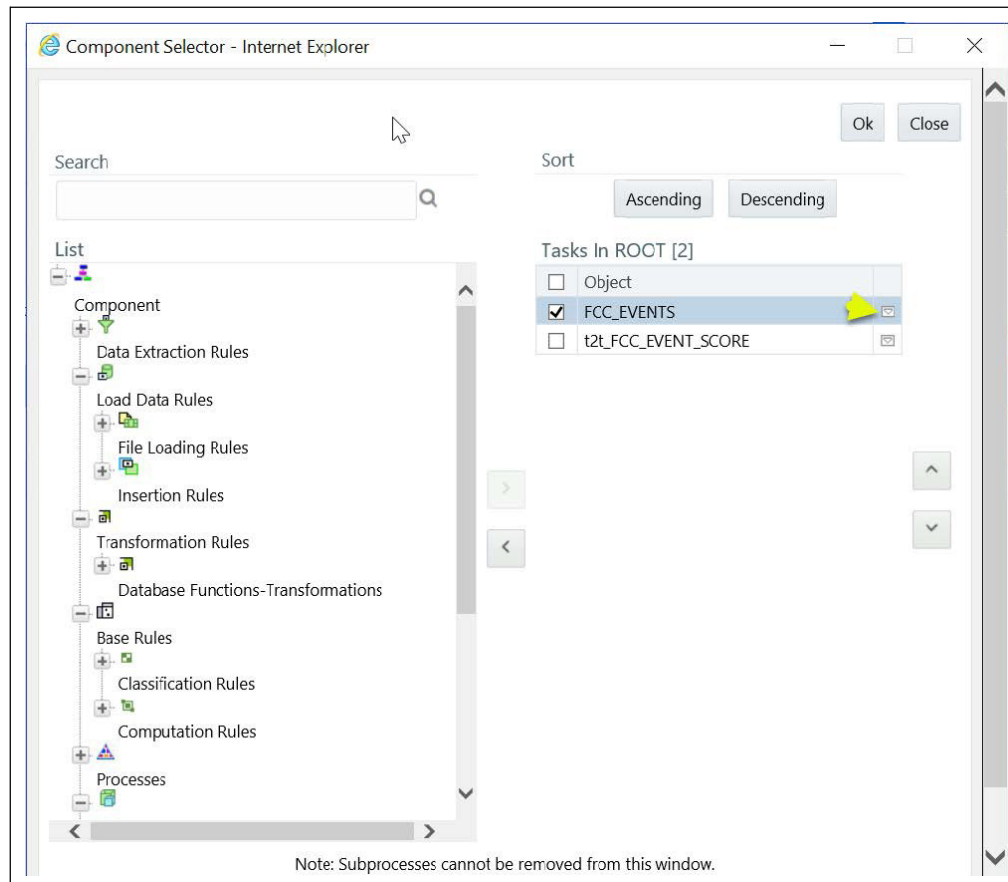 Component Selector - Internet Explorer
Ok Close
Search
Sort
Ascending Descending
List
Component
Data Extraction Rules
Load Data Rules
File Loading Rules
Insertion Rules
Transformation Rules
Database Functions-Transformations
Base Rules
Classification Rules
Computation Rules
Processes
Tasks In ROOT [2]
Object
FCC_EVENTS
t2t_FCC_EVENT_SCORE
Note: Subprocesses cannot be removed from this window.